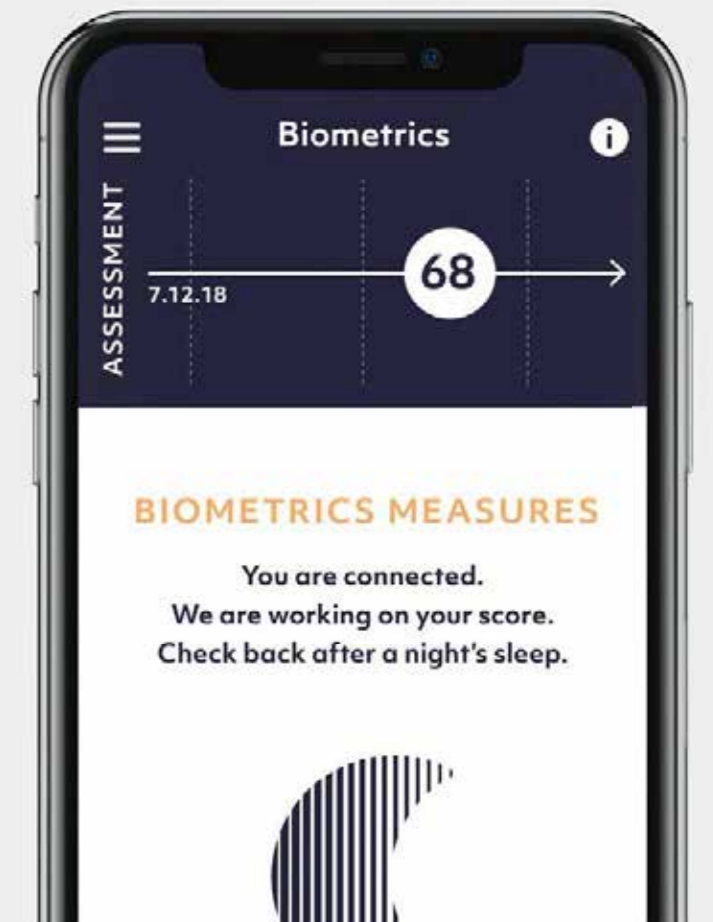 Biometrics
i
ASSESSMENT
68
7.12.18
BIOMETRICS MEASURES
You are connected.
We are working on your score.
Check back after a night's sleep.